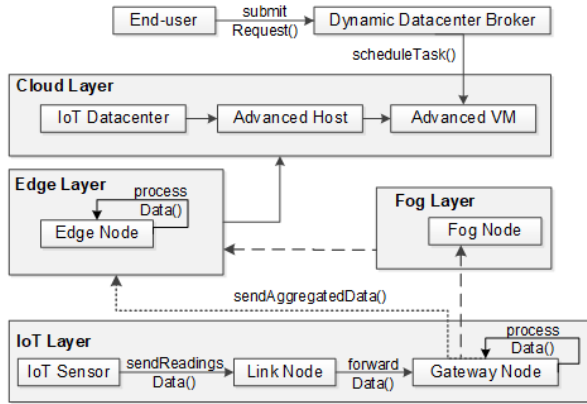 End-user
submit
Request()
Dynamic Datacenter Broker
scheduleTask()
Cloud Layer
IoT Datacenter
Advanced Host
Advanced VM
Edge Layer
process
Data()
Edge Node
Fog Layer
Fog Node
sendAggregatedData()
IoT Layer
process
Data()
IoT Sensor
sendReadings
Data()
Link Node
forward
Data()
Gateway Node